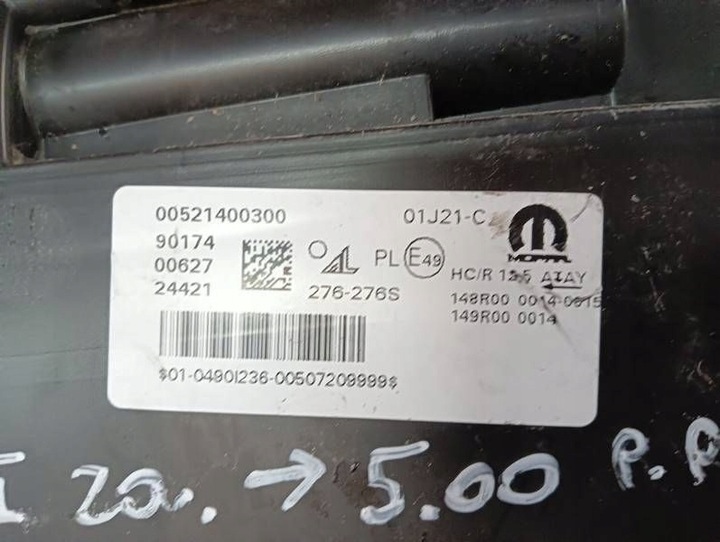 00521400300 01J21-C
90174
00627 PL E49
MOPAR
24421 276-276S HC/R 12.5 ATAY
148R00 0014-0015
149R00 0014
$01-0490I236-00507209999$
I 20r. → 5.00 P.P